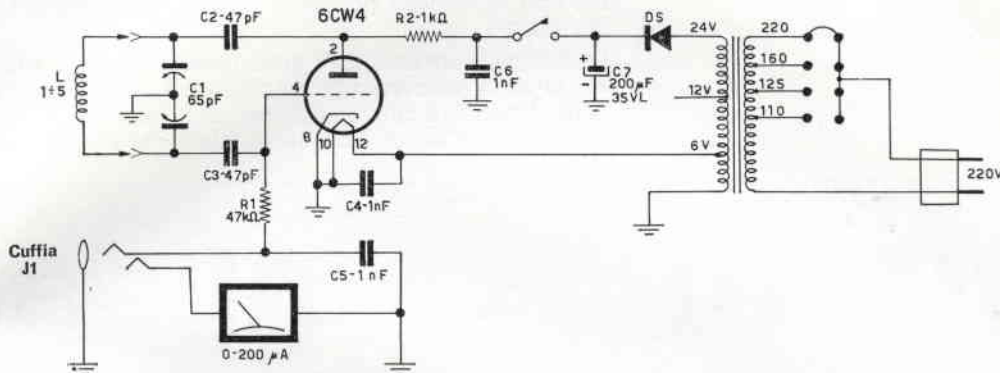 C2-47pF
6CW4
2
R2-1kΩ
DS
24V
220
160
125
110
12V
6V
220V
L
1÷5
C1
65pF
4
C6
1nF
+
-
C7
200µF
35VL
8
10
12
C3-47pF
C4-1nF
R1
47kΩ
Cuffia
J1
C5-1nF
0-200 µA